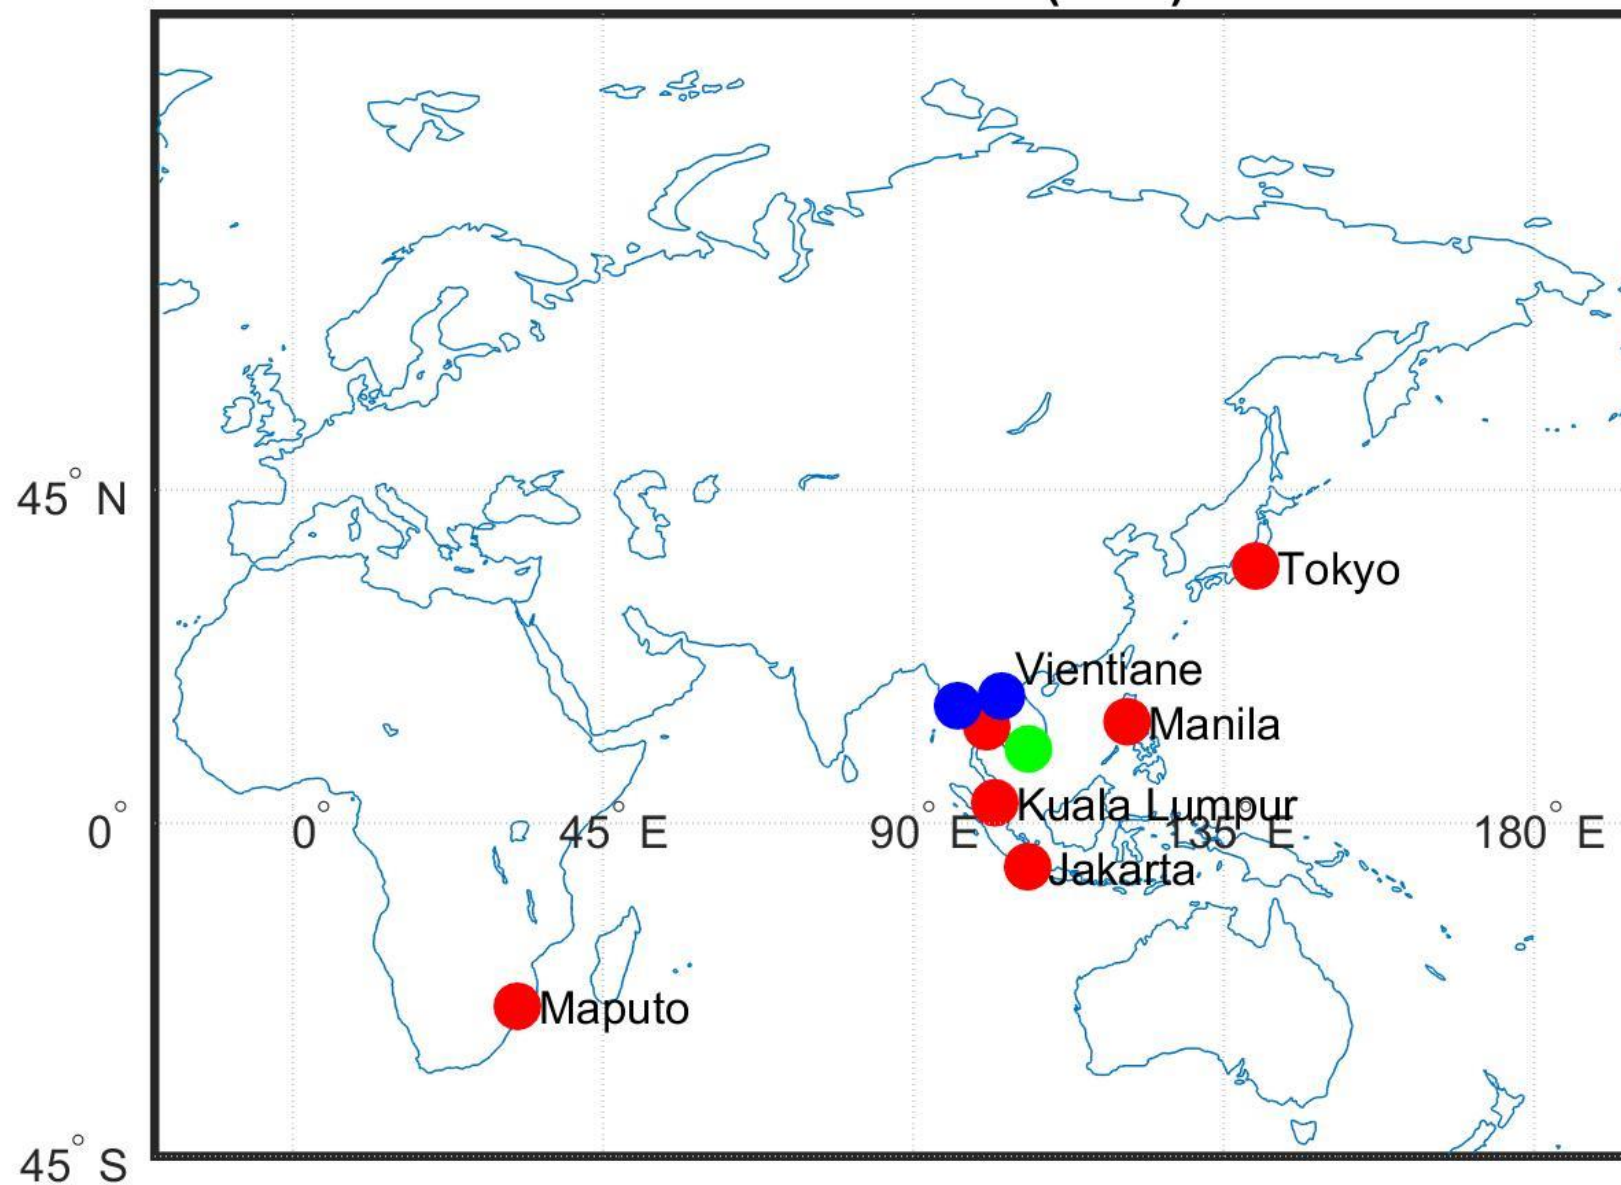 45° N
Tokyo
Vientiane
Manila
Kuala Lumpur
0°
0°
45° E
90° E
135° E
180° E
Jakarta
Maputo
45° S